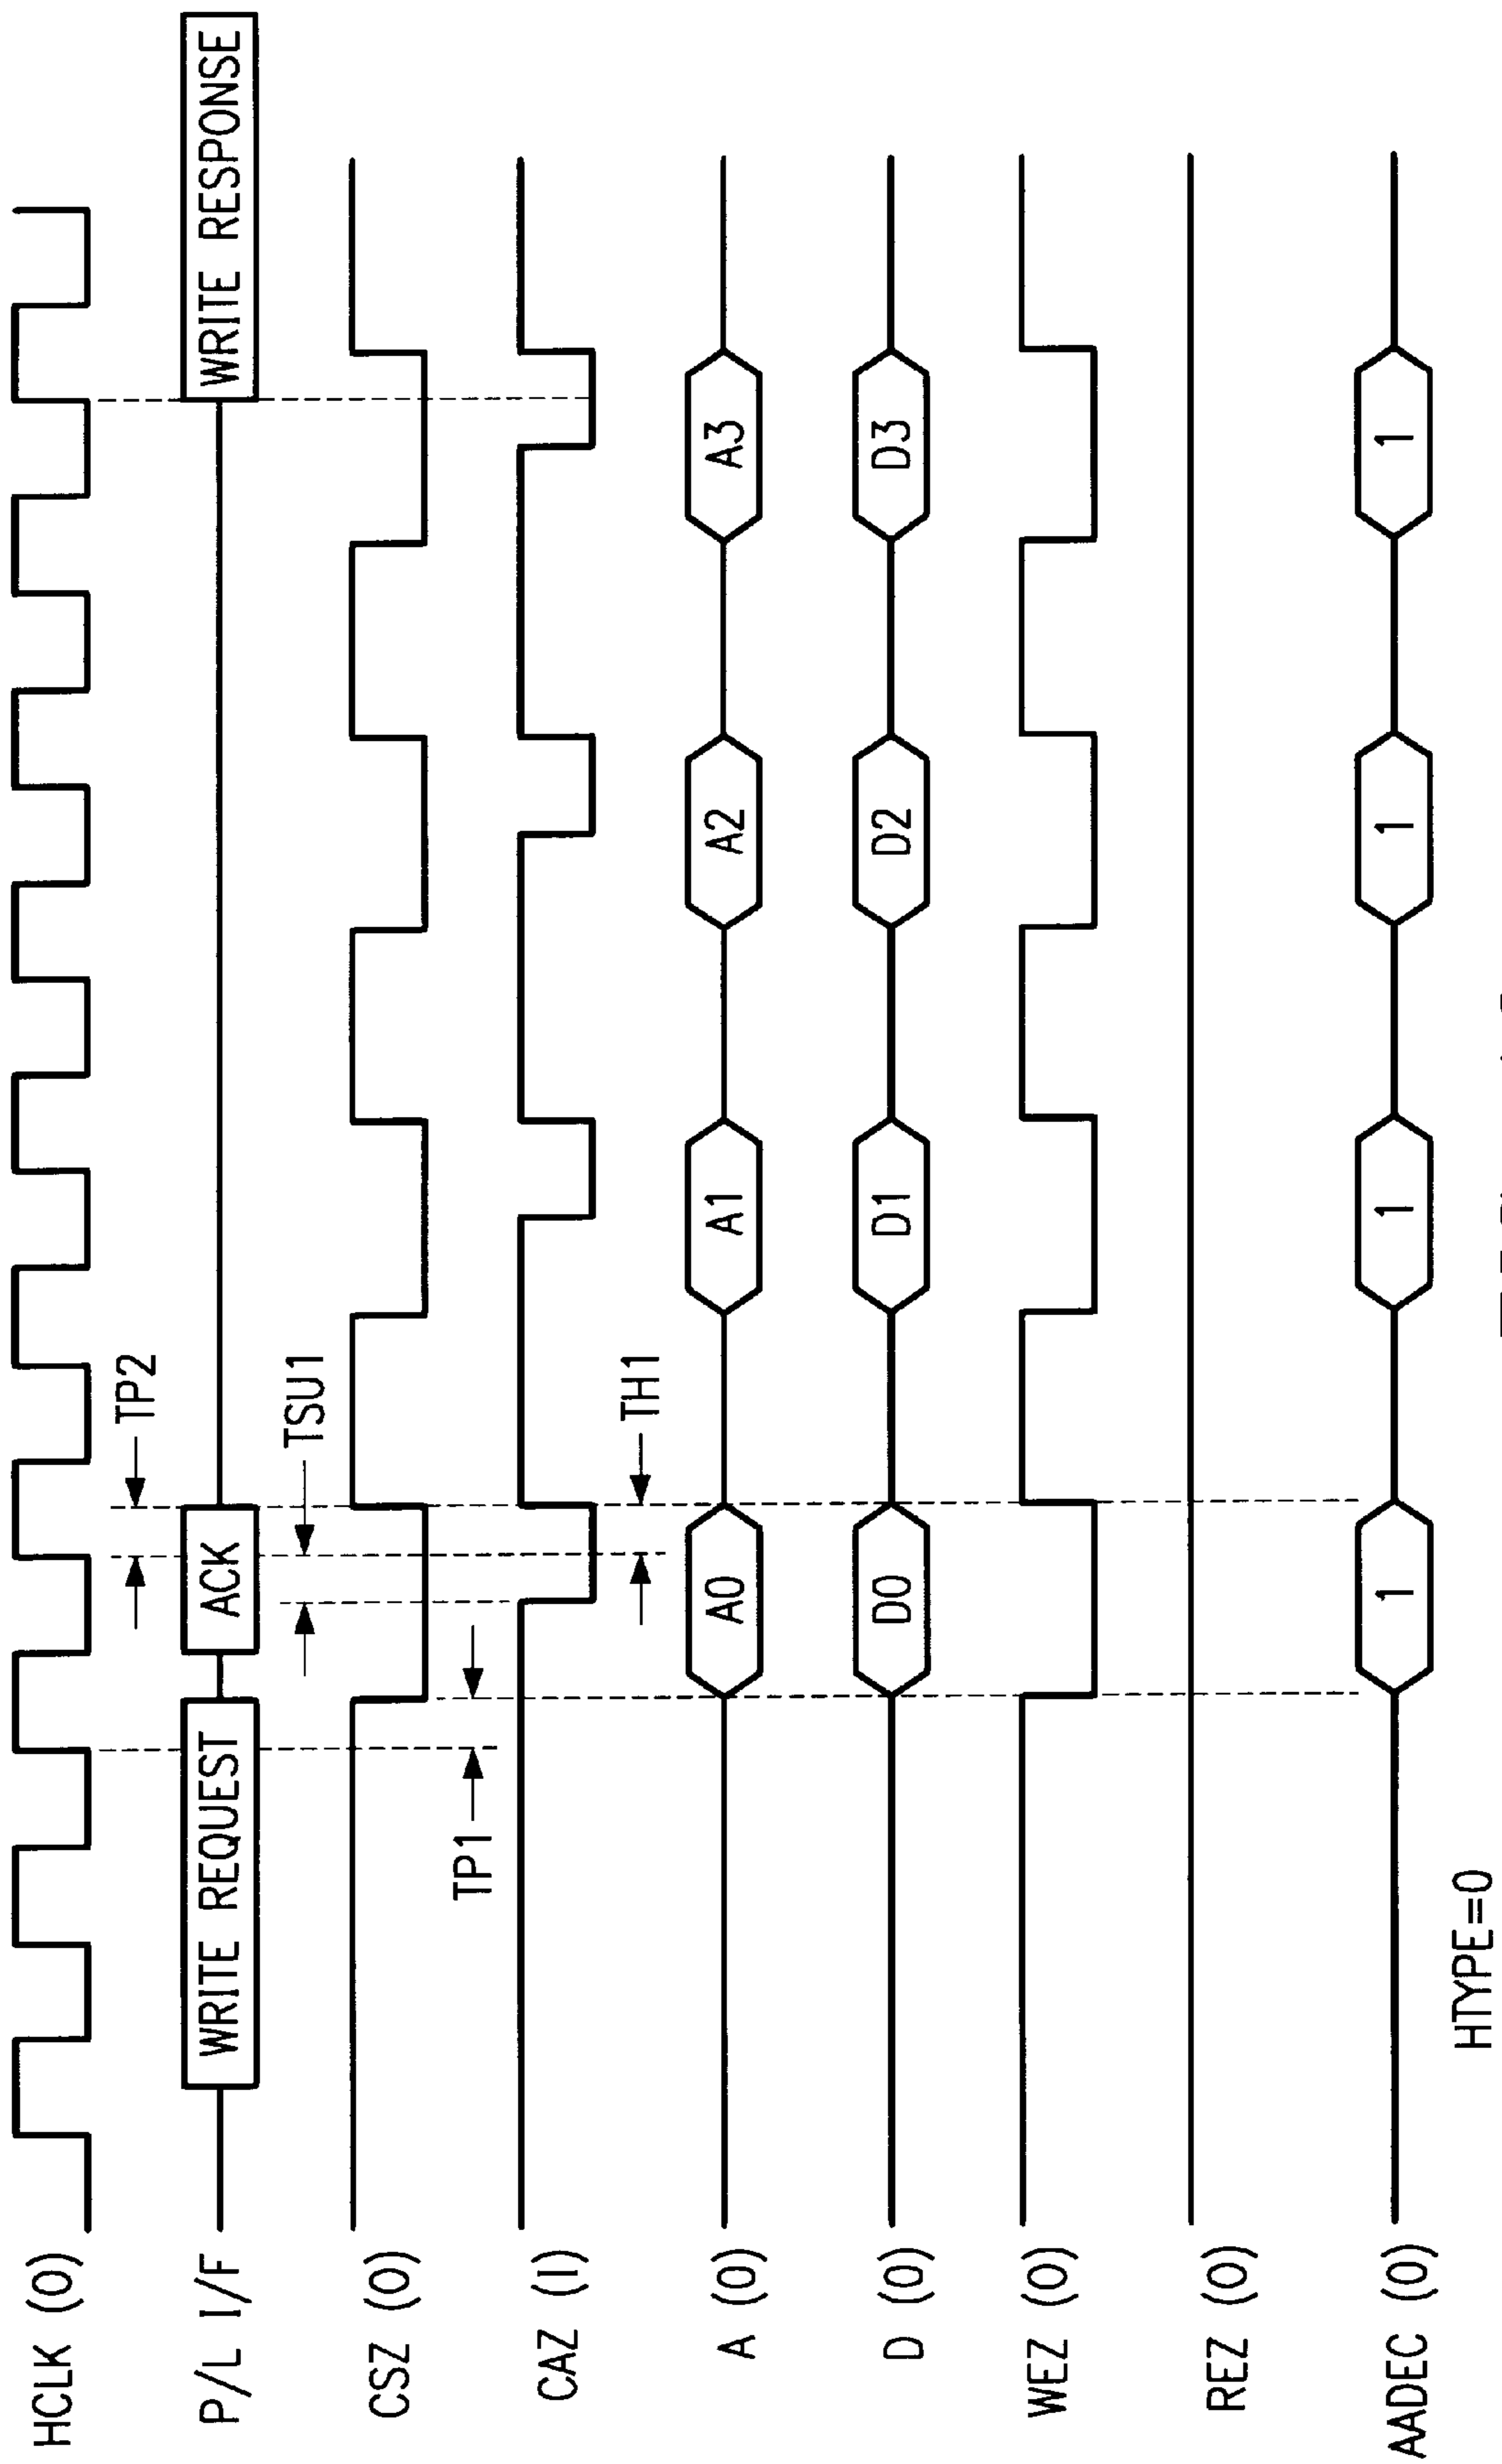 HCLK (O)
TP2
P/L I/F WRITE REQUEST ACK WRITE RESPONSE
TSU1
CSZ (O)
TP1
CAZ (I)
TH1
A (O) A0 A1 A2 A3
D (O) D0 D1 D2 D3
WEZ (O)
REZ (O)
AADEC (O) 1 1 1 1
HTYPE=0